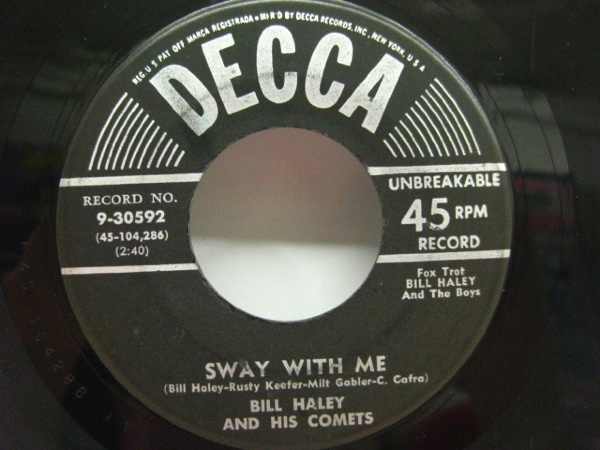 REG U S PAT OFF MARCA REGISTRADA • M'F'R'D BY DECCA RECORDS, INC., NEW YORK, U.S.A
DECCA
RECORD NO.
9-30592
(45-104,286)
(2:40)
UNBREAKABLE
45 RPM
RECORD
Fox Trot
BILL HALEY
And The Boys
SWAY WITH ME
(Bill Haley-Rusty Keefer-Milt Gabler-C. Cafra)
BILL HALEY
AND HIS COMETS